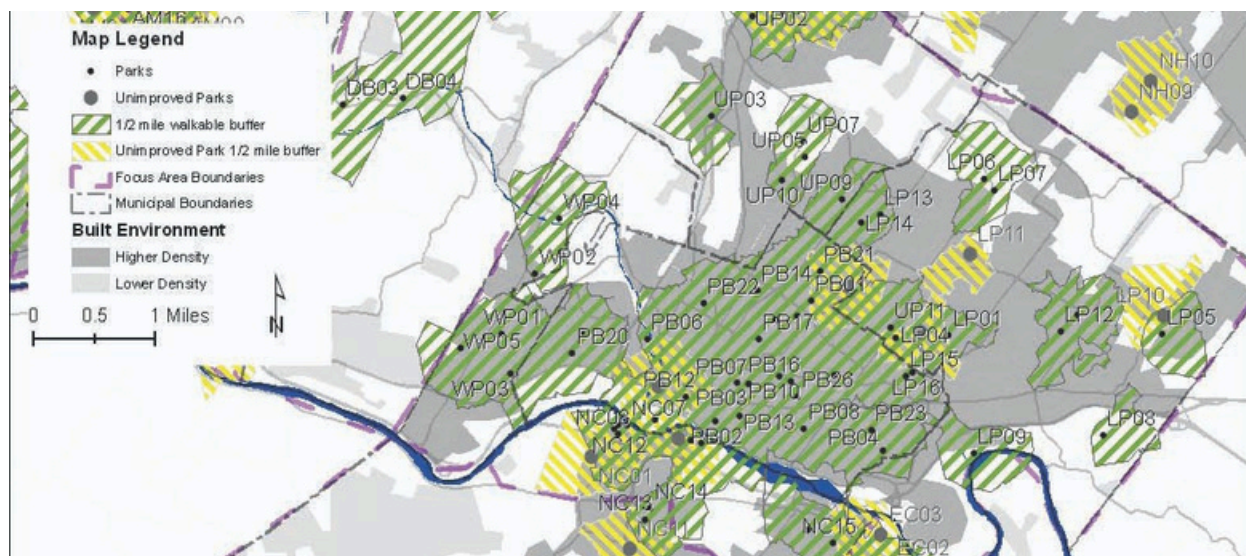 AM16
UP02
Map Legend
Parks
Unimproved Parks
1/2 mile walkable buffer
Unimproved Park 1/2 mile buffer
Focus Area Boundaries
Municipal Boundaries
Built Environment
Higher Density
Lower Density
0 0.5 1 Miles
N
DB03
DB04
NH10
NH09
UP03
UP07
UP05
UP10
UP09
LP06
LP07
LP13
LP14
LP11
WP04
WP02
PB21
PB14
PB01
PB22
PB17
UP11
LP04
LP01
LP10
LP12
LP05
WP01
WP05
PB20
PB06
WP03
PB07
PB16
PB12
PB10
PB26
LP15
LP16
PB03
PB13
PB08
PB23
NC07
NC08
NC12
PB02
PB04
LP09
LP08
NC01
NC14
NC13
NC11
NC15
EC03
EC02